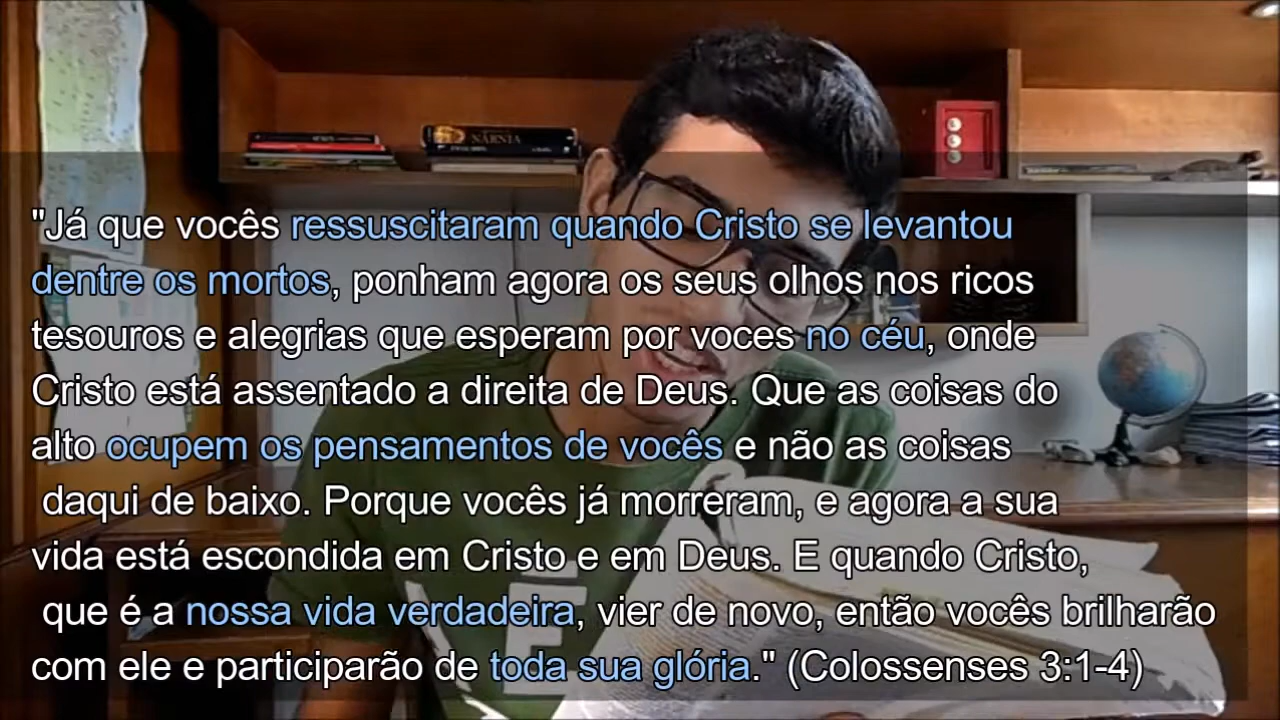 NÁRNIA
"Já que vocês ressuscitaram quando Cristo se levantou
dentre os mortos, ponham agora os seus olhos nos ricos
tesouros e alegrias que esperam por voces no céu, onde
Cristo está assentado a direita de Deus. Que as coisas do
alto ocupem os pensamentos de vocês e não as coisas
daqui de baixo. Porque vocês já morreram, e agora a sua
vida está escondida em Cristo e em Deus. E quando Cristo,
que é a nossa vida verdadeira, vier de novo, então vocês brilharão
com ele e participarão de toda sua glória." (Colossenses 3:1-4)